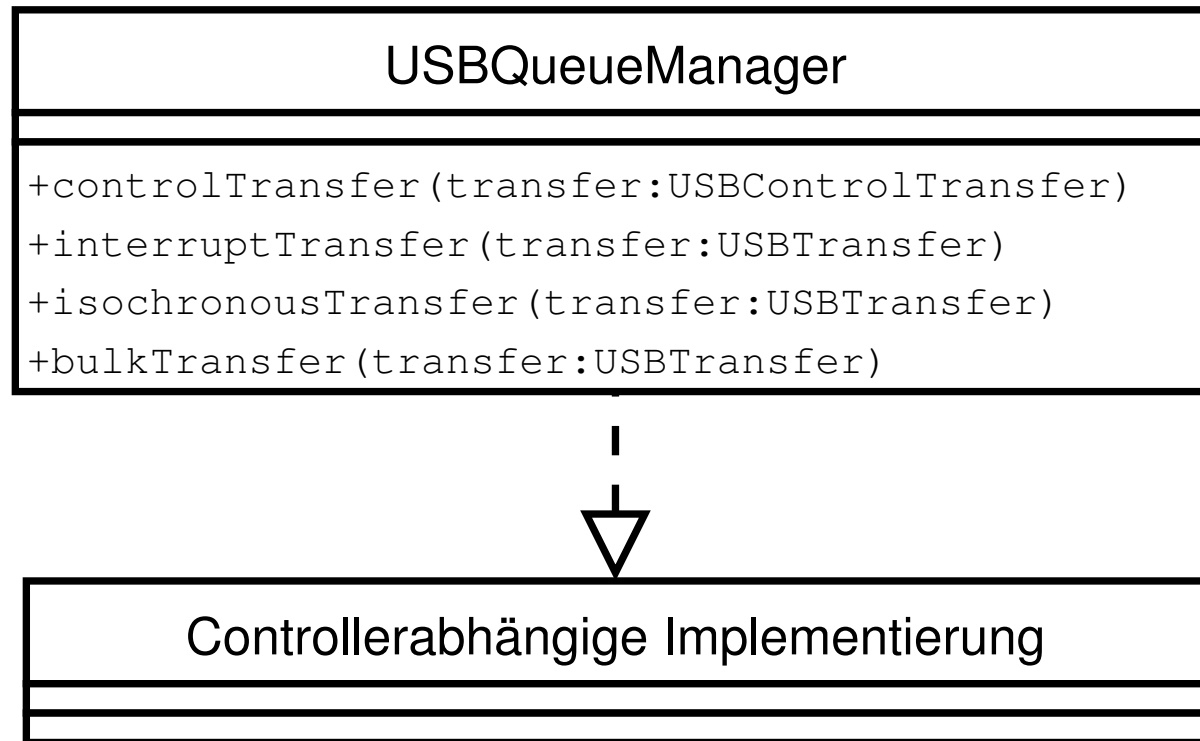 USBQueueManager
+controlTransfer(transfer:USBControlTransfer)
+interruptTransfer(transfer:USBTransfer)
+isochronousTransfer(transfer:USBTransfer)
+bulkTransfer(transfer:USBTransfer)
Controllerabhängige Implementierung